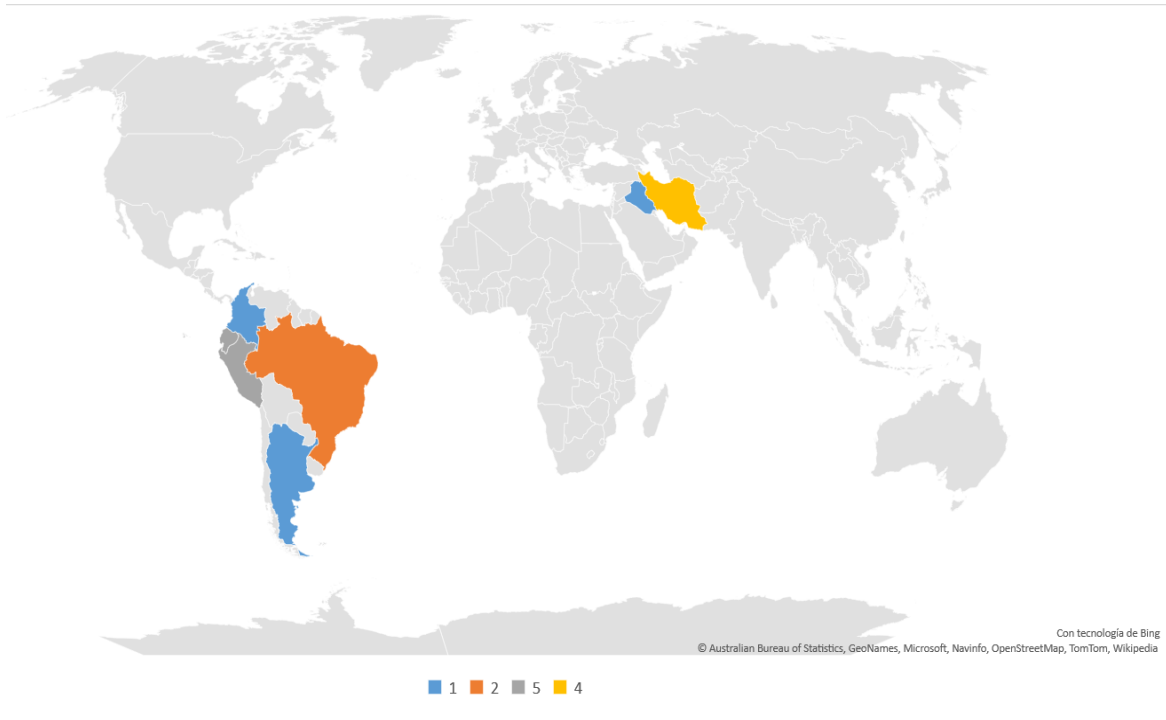 Con tecnología de Bing
© Australian Bureau of Statistics, GeoNames, Microsoft, Navinfo, OpenStreetMap, TomTom, Wikipedia
1 2 5 4